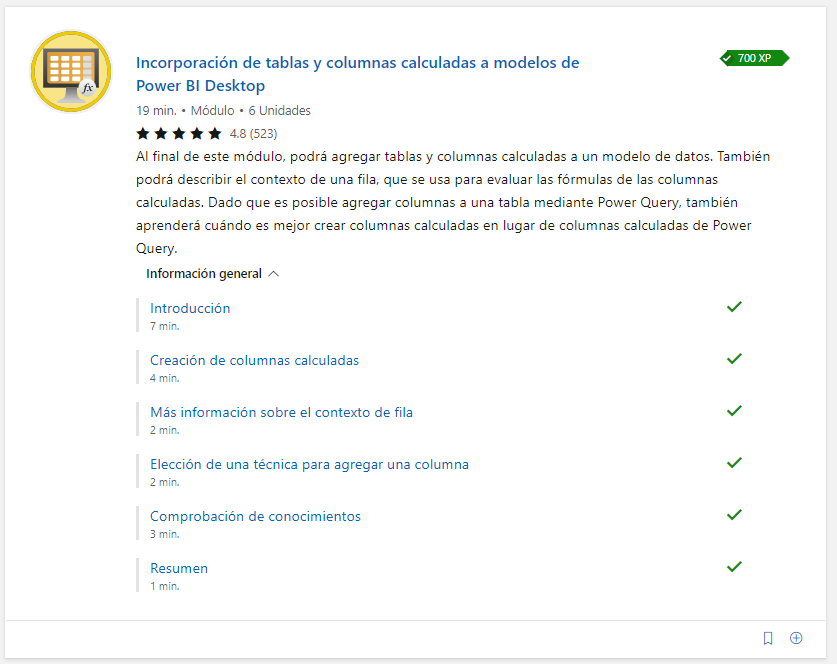 Incorporación de tablas y columnas calculadas a modelos de
Power BI Desktop
700 XP
19 min. • Módulo • 6 Unidades
4.8 (523)
Al final de este módulo, podrá agregar tablas y columnas calculadas a un modelo de datos. También
podrá describir el contexto de una fila, que se usa para evaluar las fórmulas de las columnas
calculadas. Dado que es posible agregar columnas a una tabla mediante Power Query, también
aprenderá cuándo es mejor crear columnas calculadas en lugar de columnas calculadas de Power
Query.
Información general
Introducción
7 min.
Creación de columnas calculadas
4 min.
Más información sobre el contexto de fila
2 min.
Elección de una técnica para agregar una columna
2 min.
Comprobación de conocimientos
3 min.
Resumen
1 min.
fx